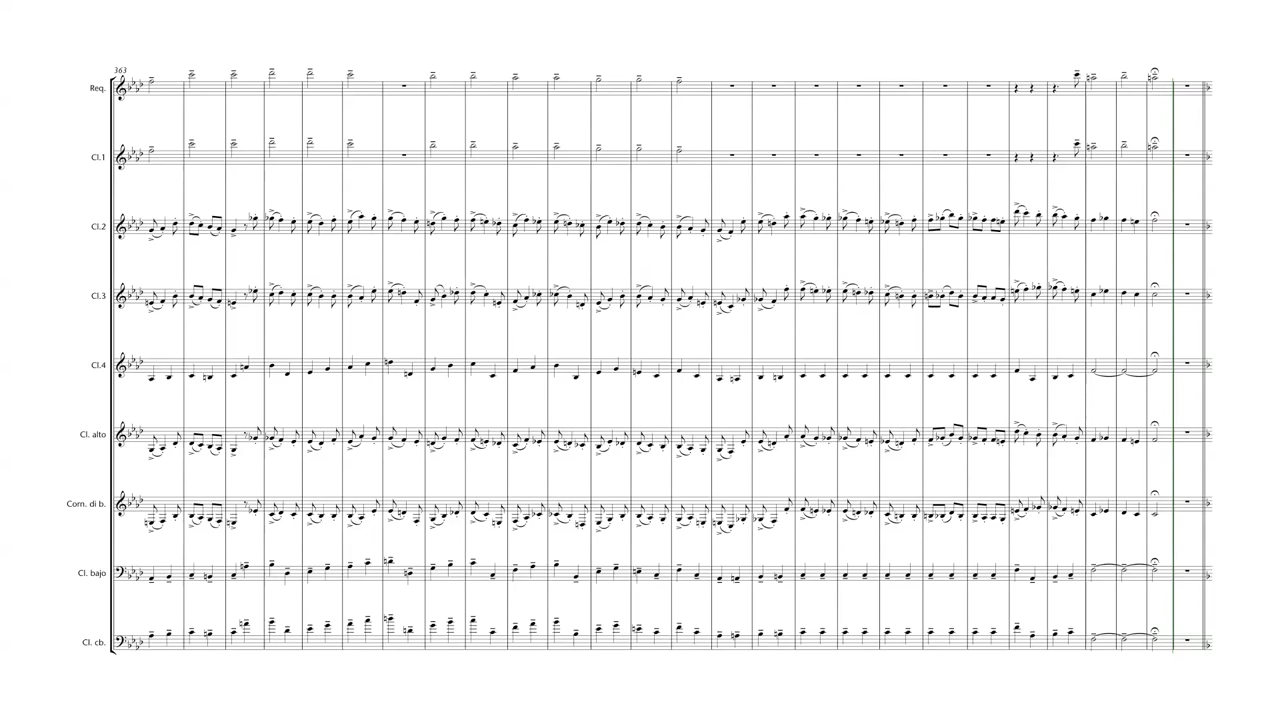 363
Req.
Cl.1
Cl.2
Cl.3
Cl.4
Cl. alto
Corn. di b.
Cl. bajo
Cl. cb.